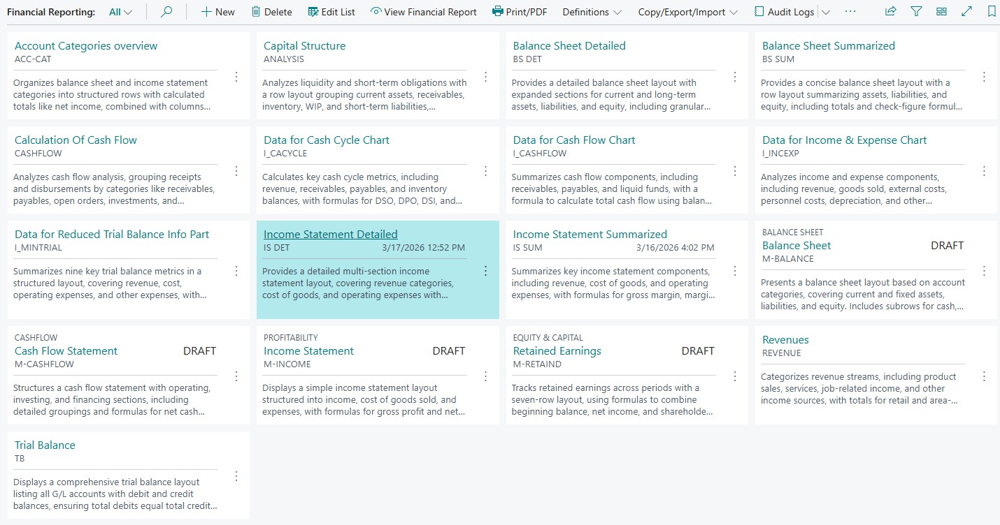 Financial Reporting: All New Delete Edit List View Financial Report Print/PDF Definitions Copy/Export/Import Audit Logs ...
Account Categories overview
ACC-CAT
Organizes balance sheet and income statement
categories into structured rows with calculated
totals like net income, combined with columns...
Capital Structure
ANALYSIS
Analyzes liquidity and short-term obligations with
a row layout grouping current assets, receivables,
inventory, WIP, and short-term liabilities,...
Balance Sheet Detailed
BS DET
Provides a detailed balance sheet layout with
expanded sections for current and long-term
assets, liabilities, and equity, including granular...
Balance Sheet Summarized
BS SUM
Provides a concise balance sheet layout with a
row layout summarizing assets, liabilities, and
equity, including totals and check-figure formul...
Calculation Of Cash Flow
CASHFLOW
Analyzes cash flow analysis, grouping receipts
and disbursements by categories like receivables,
payables, open orders, investments, and...
Data for Cash Cycle Chart
I_CACYCLE
Calculates key cash cycle metrics, including
revenue, receivables, payables, and inventory
balances, with formulas for DSO, DPO, DSI, and...
Data for Cash Flow Chart
I_CASHFLOW
Summarizes cash flow components, including
receivables, payables, and liquid funds, with a
formula to calculate total cash flow using balan...
Data for Income & Expense Chart
I_INCEXP
Analyzes income and expense components,
including revenue, goods sold, external costs,
personnel costs, depreciation, and other...
Data for Reduced Trial Balance Info Part
I_MINTRIAL
Summarizes nine key trial balance metrics in a
structured layout, covering revenue, cost,
operating expenses, and other expenses, with...
Income Statement Detailed
IS DET 3/17/2026 12:52 PM
Provides a detailed multi-section income
statement layout, covering revenue categories,
cost of goods, and operating expenses with...
Income Statement Summarized
IS SUM 3/16/2026 4:02 PM
Summarizes key income statement components,
including revenue, cost of goods, and operating
expenses, with formulas for gross margin, margi...
BALANCE SHEET
Balance Sheet DRAFT
M-BALANCE
Presents a balance sheet layout based on account
categories, covering current and fixed assets,
liabilities, and equity. Includes subrows for cash,...
CASHFLOW
Cash Flow Statement DRAFT
M-CASHFLOW
Structures a cash flow statement with operating,
investing, and financing sections, including
detailed groupings and formulas for net cash...
PROFITABILITY
Income Statement DRAFT
M-INCOME
Displays a simple income statement layout
structured into income, cost of goods sold, and
expenses, with formulas for gross profit and net...
EQUITY & CAPITAL
Retained Earnings DRAFT
M-RETAIND
Tracks retained earnings across periods with a
seven-row layout, using formulas to combine
beginning balance, net income, and shareholde...
Revenues
REVENUE
Categorizes revenue streams, including product
sales, services, job-related income, and other
income sources, with totals for retail and area-...
Trial Balance
TB
Displays a comprehensive trial balance layout
listing all G/L accounts with debit and credit
balances, ensuring total debits equal total credit...